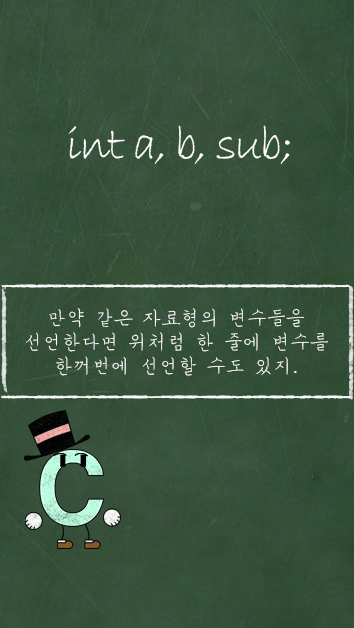 int a, b, sub;
만약 같은 자료형의 변수들을
선언한다면 위처럼 한 줄에 변수를
한꺼번에 선언할 수도 있지.
C